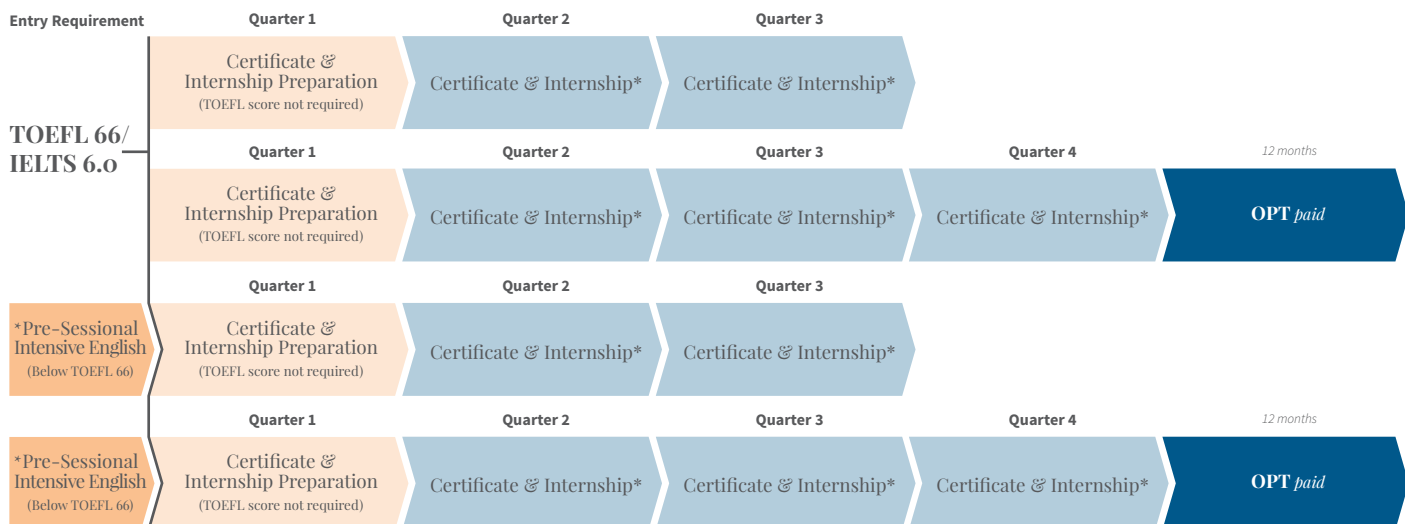 Entry Requirement
Quarter 1
Quarter 2
Quarter 3
Certificate &
Internship Preparation
(TOEFL score not required)
Certificate & Internship*
Certificate & Internship*
TOEFL 66/
IELTS 6.0
Quarter 1
Quarter 2
Quarter 3
Quarter 4
12 months
Certificate &
Internship Preparation
(TOEFL score not required)
Certificate & Internship*
Certificate & Internship*
Certificate & Internship*
OPT paid
Quarter 1
Quarter 2
Quarter 3
*Pre-Sessional
Intensive English
(Below TOEFL 66)
Certificate &
Internship Preparation
(TOEFL score not required)
Certificate & Internship*
Certificate & Internship*
Quarter 1
Quarter 2
Quarter 3
Quarter 4
12 months
*Pre-Sessional
Intensive English
(Below TOEFL 66)
Certificate &
Internship Preparation
(TOEFL score not required)
Certificate & Internship*
Certificate & Internship*
Certificate & Internship*
OPT paid